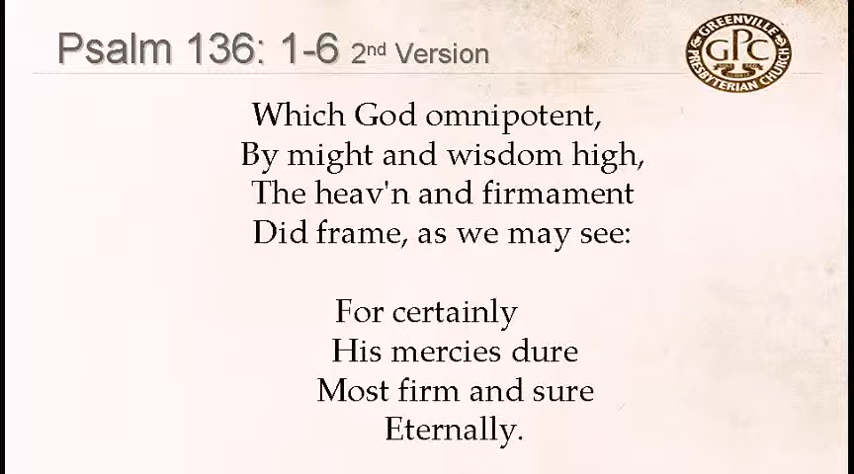 Psalm 136: 1-6 2nd Version
GREENVILLE
GPC
PRESBYTERIAN CHURCH
Which God omnipotent,
By might and wisdom high,
The heav'n and firmament
Did frame, as we may see:
For certainly
His mercies dure
Most firm and sure
Eternally.